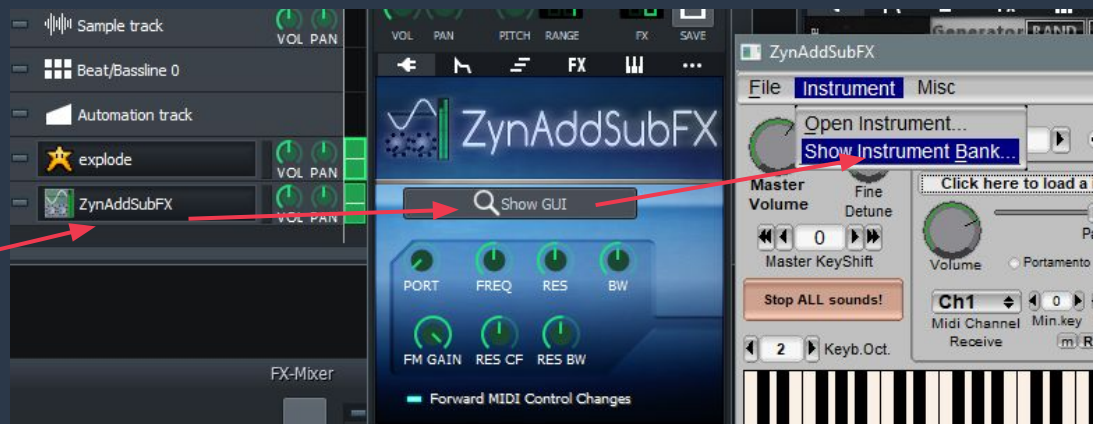 Sample track
VOL PAN
Beat/Bassline 0
Automation track
explode
VOL PAN
ZynAddSubFX
VOL PAN
FX-Mixer
VOL PAN PITCH RANGE FX SAVE
FX
ZynAddSubFX
Show GUI
PORT FREQ RES BW
FM GAIN RES CF RES BW
Forward MIDI Control Changes
Generator BAND
ZynAddSubFX
File Instrument Misc
Open Instrument...
Show Instrument Bank...
Master Volume
Fine Detune
Click here to load a
0
Master KeyShift
Volume
Portamento
Stop ALL sounds!
Ch1 0
Midi Channel Receive
Min.key
m R
2 Keyb.Oct.